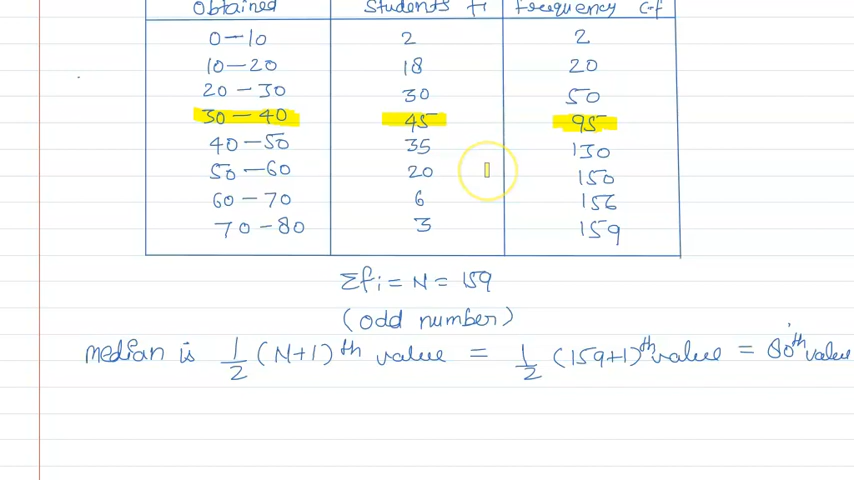 obtained students fi frequency c.f
0-10 2 2
10-20 18 20
20-30 30 50
30-40 45 95
40-50 35 130
50-60 20 150
60-70 6 156
70-80 3 159
Σfi = N = 159
(odd number)
median is 1/2 (N+1)th value = 1/2 (159+1)th value = 80th value